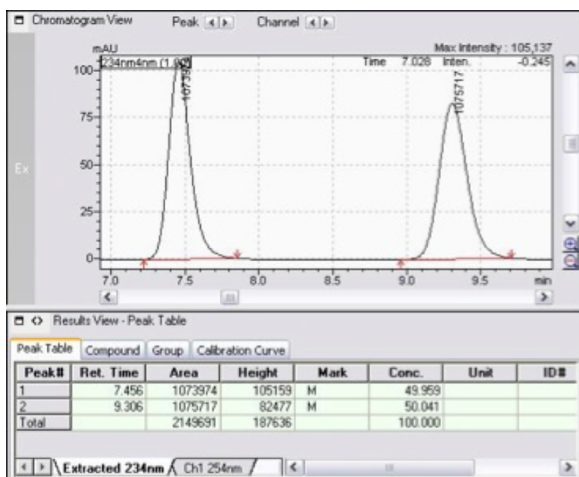 Chromatogram View Peak Channel
mAU Max Intensity : 105,137
234nm4nm (1.00) Time 7.028 Inten. -0.245
100
75
50
25
0
1075717
7.0 7.5 8.0 8.5 9.0 9.5 min
Ex
Results View - Peak Table
Peak Table Compound Group Calibration Curve
Peak# Ret. Time Area Height Mark Conc. Unit ID#
1 7.456 1073974 105159 M 49.959
2 9.306 1075717 82477 M 50.041
Total 2149691 187636 100.000
Extracted 234nm Ch1 254nm